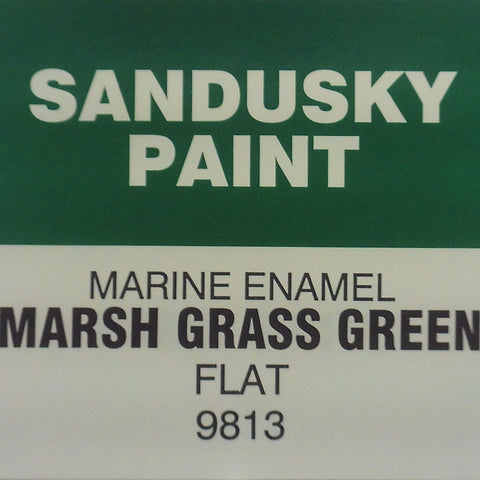 SANDUSKY
PAINT
MARINE ENAMEL
MARSH GRASS GREEN
FLAT
9813